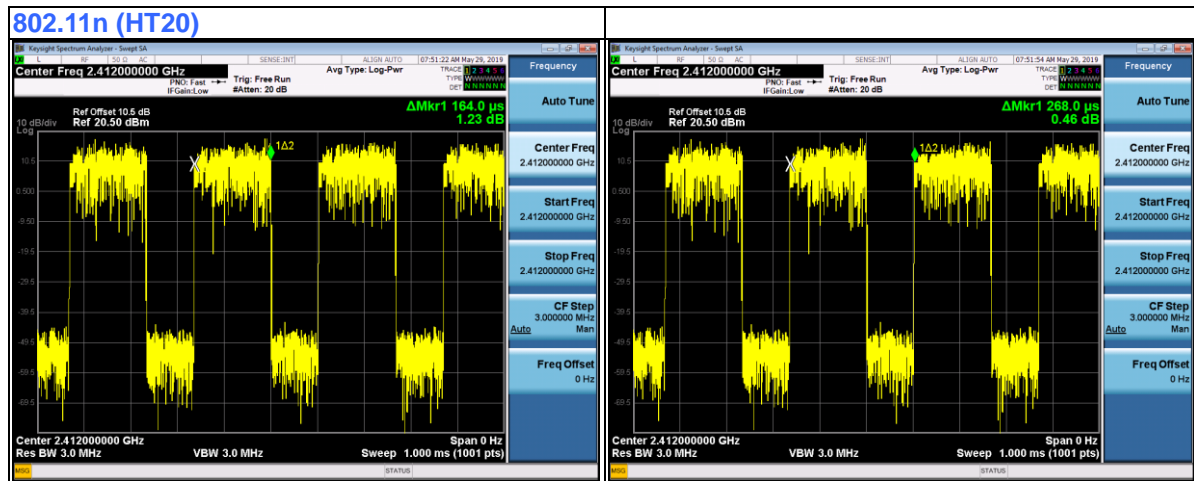 802.11n (HT20)
Keysight Spectrum Analyzer - Swept SA
L RF 50 Ω AC SENSE:INT ALIGN AUTO 07:51:22 AM May 29, 2019
Center Freq 2.412000000 GHz
PNO: Fast
IFGain:Low
Trig: Free Run
#Atten: 20 dB
Avg Type: Log-Pwr
TRACE 1 2 3 4 5 6
TYPE
DET N N N N N N
Frequency
Ref Offset 10.5 dB
ΔMkr1 164.0 µs
10 dB/div Ref 20.50 dBm
1.23 dB
Log
10.5
0.500
-9.50
-19.5
-29.5
-39.5
-49.5
-59.5
-69.5
X
1Δ2
Auto Tune
Center Freq
2.412000000 GHz
Start Freq
2.412000000 GHz
Stop Freq
2.412000000 GHz
CF Step
3.000000 MHz
Auto Man
Freq Offset
0 Hz
Center 2.412000000 GHz Span 0 Hz
Res BW 3.0 MHz VBW 3.0 MHz Sweep 1.000 ms (1001 pts)
MSG STATUS
Keysight Spectrum Analyzer - Swept SA
L RF 50 Ω AC SENSE:INT ALIGN AUTO 07:51:54 AM May 29, 2019
Center Freq 2.412000000 GHz
PNO: Fast
IFGain:Low
Trig: Free Run
#Atten: 20 dB
Avg Type: Log-Pwr
TRACE 1 2 3 4 5 6
TYPE
DET N N N N N N
Frequency
Ref Offset 10.5 dB
ΔMkr1 268.0 µs
10 dB/div Ref 20.50 dBm
0.46 dB
Log
10.5
0.500
-9.50
-19.5
-29.5
-39.5
-49.5
-59.5
-69.5
X
1Δ2
Auto Tune
Center Freq
2.412000000 GHz
Start Freq
2.412000000 GHz
Stop Freq
2.412000000 GHz
CF Step
3.000000 MHz
Auto Man
Freq Offset
0 Hz
Center 2.412000000 GHz Span 0 Hz
Res BW 3.0 MHz VBW 3.0 MHz Sweep 1.000 ms (1001 pts)
MSG STATUS